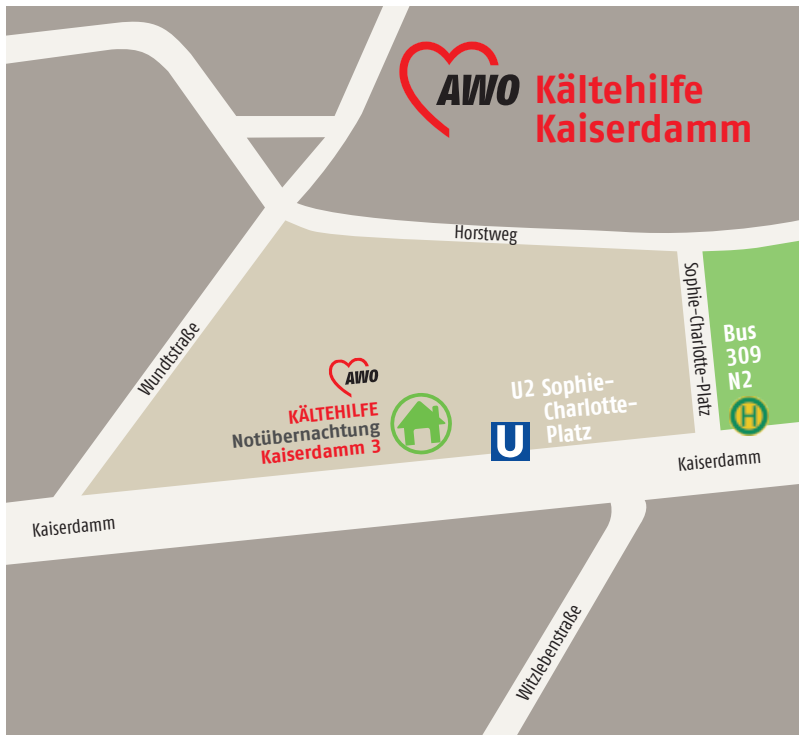 AWO
Kältehilfe
Kaiserdamm
Horstweg
Sophie-Charlotte-Platz
Bus
309
N2
H
Wundtstraße
AWO
KÄLTEHILFE
Notübernachtung
Kaiserdamm 3
U2 Sophie-
Charlotte-
Platz
U
Kaiserdamm
Kaiserdamm
Witzlebenstraße